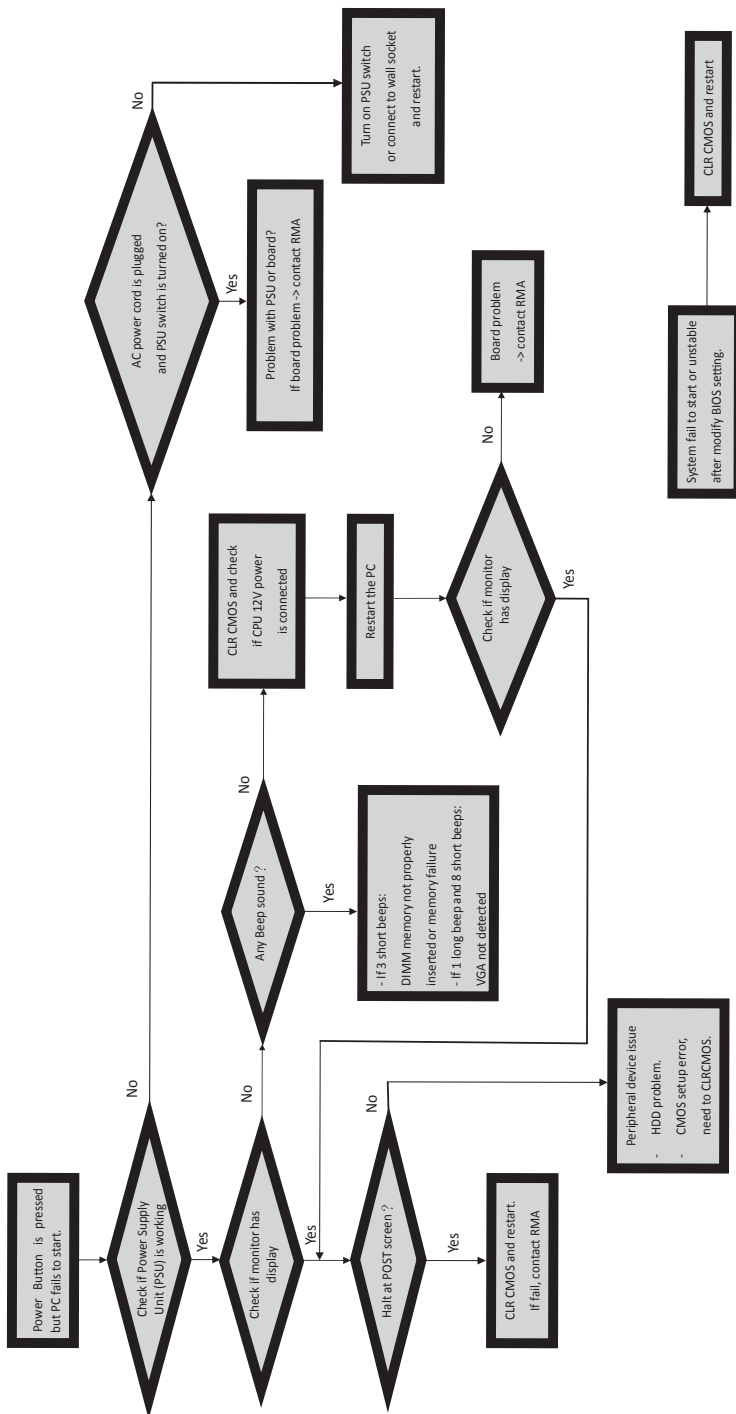 Power Button is pressed
but PC fails to start.
Check if Power Supply
Unit (PSU) is working
No
Yes
AC power cord is plugged
and PSU switch is turned on?
No
Yes
Turn on PSU switch
or connect to wall socket
and restart.
Problem with PSU or board?
If board problem -> contact RMA
Check if monitor has
display
No
Yes
Any Beep sound ?
No
Yes
CLR CMOS and check
if CPU 12V power
is connected
Restart the PC
Check if monitor
has display
No
Yes
Board problem
-> contact RMA
- If 3 short beeps:
DIMM memory not properly
inserted or memory failure
- If 1 long beep and 8 short beeps:
VGA not detected
Halt at POST screen ?
No
Yes
CLR CMOS and restart.
If fail, contact RMA
Peripheral device issue
- HDD problem.
- CMOS setup error,
need to CLRCMOS.
System fail to start or unstable
after modify BIOS setting.
CLR CMOS and restart